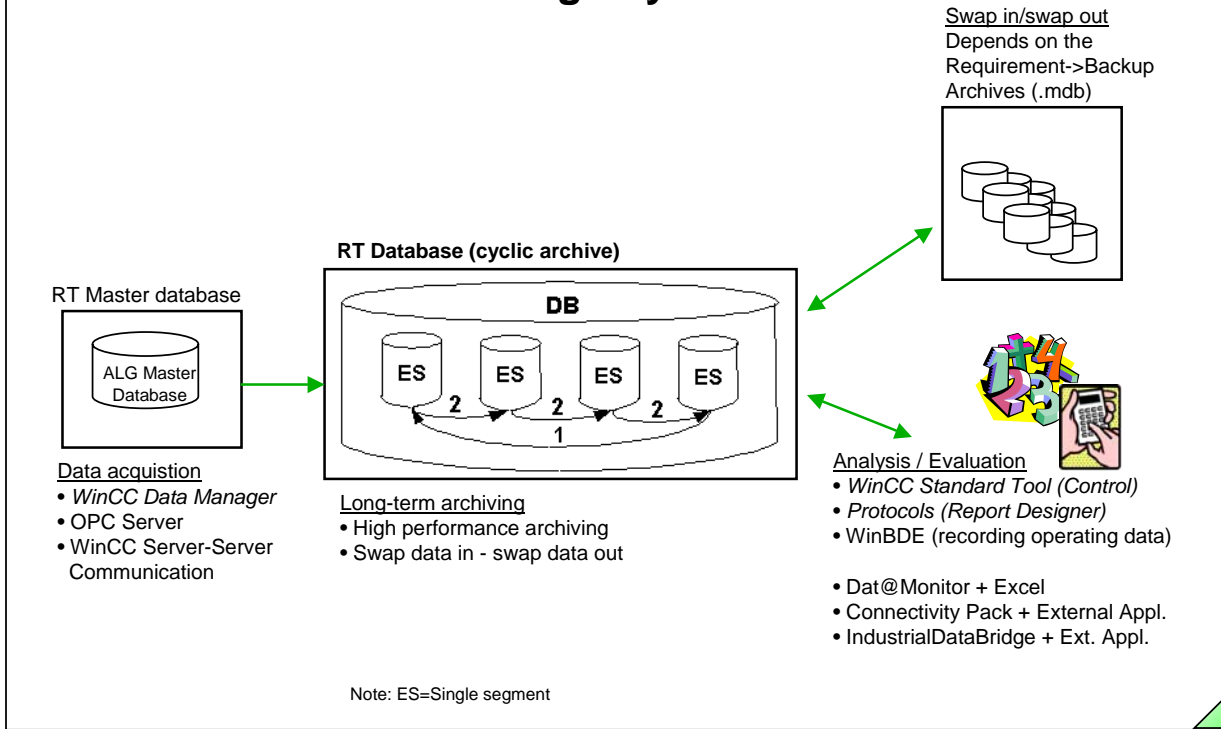 Swap in/swap out
Depends on the
Requirement->Backup
Archives (.mdb)
RT Database (cyclic archive)
RT Master database
ALG Master
Database
DB
ES
ES
ES
ES
2
2
2
1
Data acquistion
• WinCC Data Manager
• OPC Server
• WinCC Server-Server
Communication
Long-term archiving
• High performance archiving
• Swap data in - swap data out
1 + 4
2 3
Analysis / Evaluation
• WinCC Standard Tool (Control)
• Protocols (Report Designer)
• WinBDE (recording operating data)
• Dat@Monitor + Excel
• Connectivity Pack + External Appl.
• IndustrialDataBridge + Ext. Appl.
Note: ES=Single segment